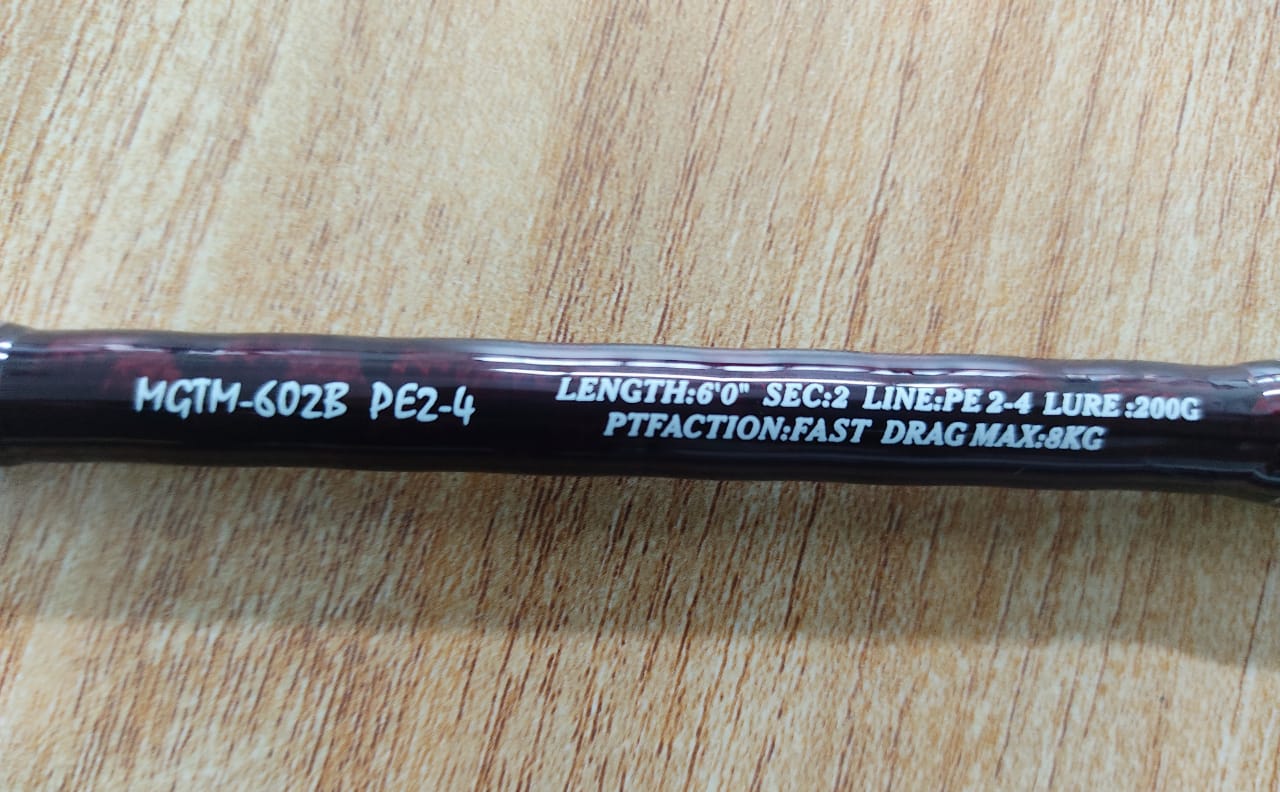 MGTM-602B PE2-4
LENGTH:6'0" SEC:2 LINE:PE 2-4 LURE :200G
PTFACTION:FAST DRAG MAX:8KG